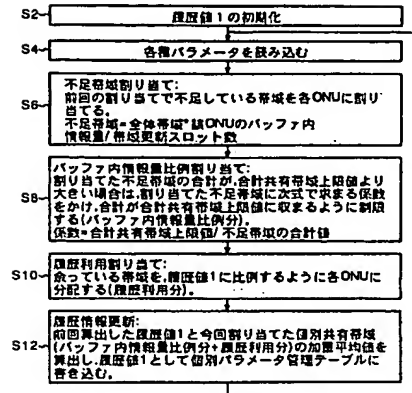 S2
履歴値1の初期化
S4
各種パラメータを読み込む
S6
不足帯域割り当て:
前回の割り当てで不足している帯域を各ONUに割り
当てる。
不足帯域=全体帯域*該ONUのバッファ内
情報量/帯域更新スロット数
S8
バッファ内情報量比例割り当て:
割り当てた不足帯域の合計が、合計共有帯域上限値より
大きい場合は、割り当てた不足帯域に次式で求まる係数
をかけ、合計が合計共有帯域上限値に収まるように制限
する(バッファ内情報量比例分)。
係数=合計共有帯域上限値/不足帯域の合計値
S10
履歴利用割り当て:
余っている帯域を、履歴値1に比例するように各ONUに
分配する(履歴利用分)。
S12
履歴情報更新:
前回算出した履歴値1と今回割り当てた個別共有帯域
(バッファ内情報量比例分+履歴利用分)の加重平均値を
算出し、履歴値1として個別パラメータ管理テーブルに
書き込む。